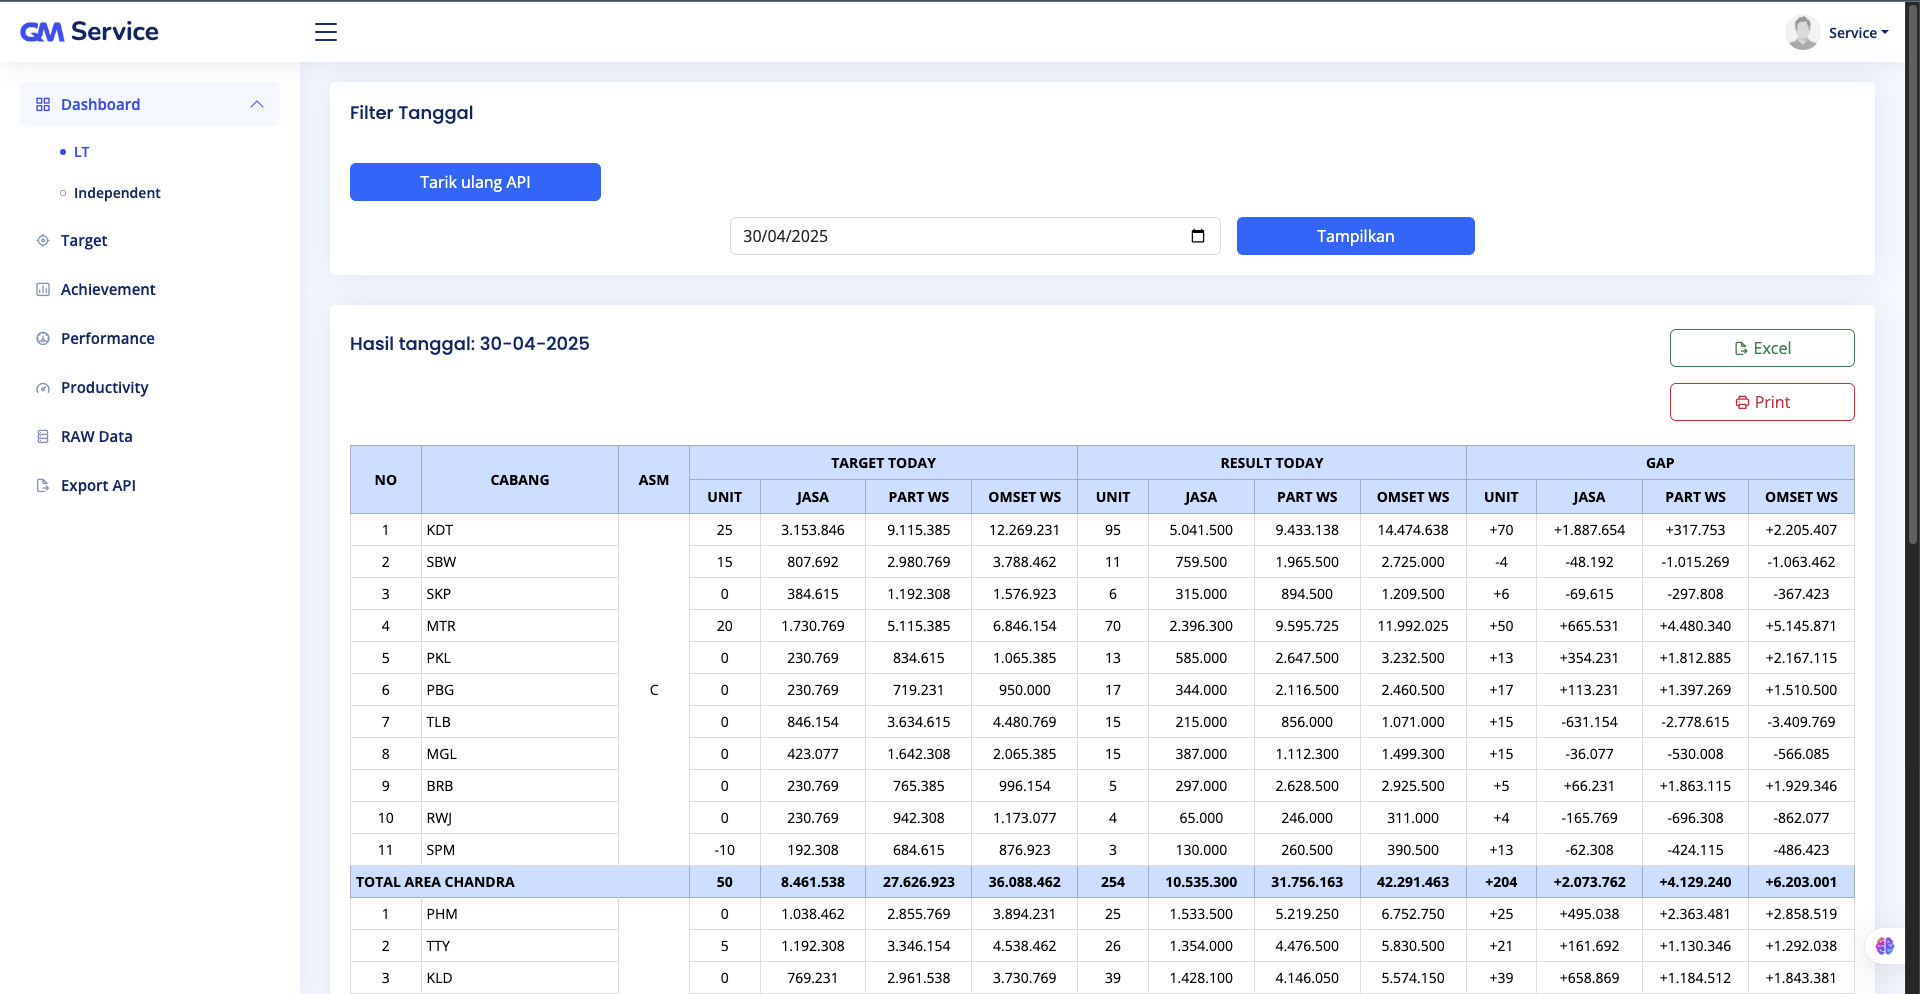 GM Service
Service
Dashboard
LT
Independent
Target
Achievement
Performance
Productivity
RAW Data
Export API
Filter Tanggal
Tarik ulang API
30/04/2025
Tampilkan
Hasil tanggal: 30-04-2025
Excel
Print
NO CABANG ASM TARGET TODAY RESULT TODAY GAP
UNIT JASA PART WS OMSET WS UNIT JASA PART WS OMSET WS UNIT JASA PART WS OMSET WS
1 KDT 25 3.153.846 9.115.385 12.269.231 95 5.041.500 9.433.138 14.474.638 +70 +1.887.654 +317.753 +2.205.407
2 SBW 15 807.692 2.980.769 3.788.462 11 759.500 1.965.500 2.725.000 -4 -48.192 -1.015.269 -1.063.462
3 SKP 0 384.615 1.192.308 1.576.923 6 315.000 894.500 1.209.500 +6 -69.615 -297.808 -367.423
4 MTR 20 1.730.769 5.115.385 6.846.154 70 2.396.300 9.595.725 11.992.025 +50 +665.531 +4.480.340 +5.145.871
5 PKL 0 230.769 834.615 1.065.385 13 585.000 2.647.500 3.232.500 +13 +354.231 +1.812.885 +2.167.115
6 PBG C 0 230.769 719.231 950.000 17 344.000 2.116.500 2.460.500 +17 +113.231 +1.397.269 +1.510.500
7 TLB 0 846.154 3.634.615 4.480.769 15 215.000 856.000 1.071.000 +15 -631.154 -2.778.615 -3.409.769
8 MGL 0 423.077 1.642.308 2.065.385 15 387.000 1.112.300 1.499.300 +15 -36.077 -530.008 -566.085
9 BRB 0 230.769 765.385 996.154 5 297.000 2.628.500 2.925.500 +5 +66.231 +1.863.115 +1.929.346
10 RWJ 0 230.769 942.308 1.173.077 4 65.000 246.000 311.000 +4 -165.769 -696.308 -862.077
11 SPM -10 192.308 684.615 876.923 3 130.000 260.500 390.500 +13 -62.308 -424.115 -486.423
TOTAL AREA CHANDRA 50 8.461.538 27.626.923 36.088.462 254 10.535.300 31.756.163 42.291.463 +204 +2.073.762 +4.129.240 +6.203.001
1 PHM 0 1.038.462 2.855.769 3.894.231 25 1.533.500 5.219.250 6.752.750 +25 +495.038 +2.363.481 +2.858.519
2 TTY 5 1.192.308 3.346.154 4.538.462 26 1.354.000 4.476.500 5.830.500 +21 +161.692 +1.130.346 +1.292.038
3 KLD 0 769.231 2.961.538 3.730.769 39 1.428.100 4.146.050 5.574.150 +39 +658.869 +1.184.512 +1.843.381